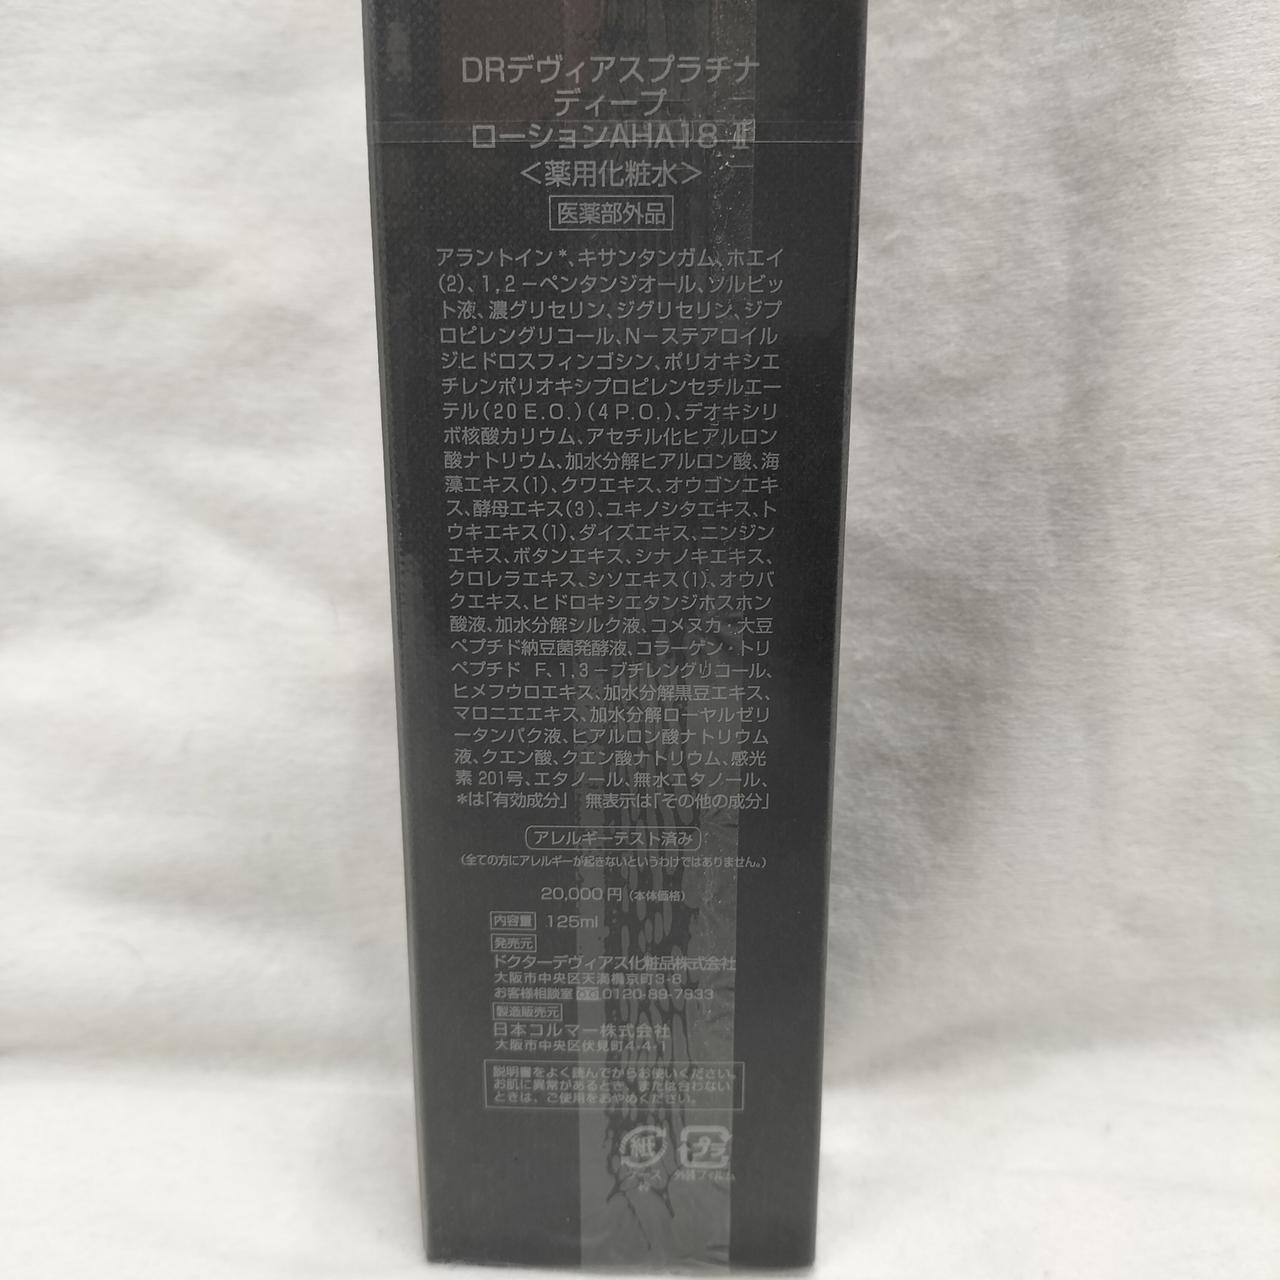 DRデヴィアスプラチナ
ディープ
ローションAHA18 Ⅱ
＜薬用化粧水＞
医薬部外品
アラントイン*、キサンタンガム、ホエイ
(2)、1,2－ペンタンジオール、ソルビッ
ト液、濃グリセリン、ジグリセリン、ジプ
ロピレングリコール、N－ステアロイル
ジヒドロスフィンゴシン、ポリオキシエ
チレンポリオキシプロピレンセチルエー
テル(20 E.O.)(4 P.O.)、デオキシリ
ボ核酸カリウム、アセチル化ヒアルロン
酸ナトリウム、加水分解ヒアルロン酸、海
藻エキス(1)、クワエキス、オウゴンエキ
ス、酵母エキス(3)、ユキノシタエキス、ト
ウキエキス(1)、ダイズエキス、ニンジン
エキス、ボタンエキス、シナノキエキス、
クロレラエキス、シソエキス(1)、オウバ
クエキス、ヒドロキシエタンジホスホン
酸液、加水分解シルク液、コメヌカ・大豆
ペプチド納豆菌発酵液、コラーゲン・トリ
ペプチド F、1,3－ブチレングリコール、
ヒメフウロエキス、加水分解黒豆エキス、
マロニエエキス、加水分解ローヤルゼリ
ータンパク液、ヒアルロン酸ナトリウム
液、クエン酸、クエン酸ナトリウム、感光
素 201号、エタノール、無水エタノール、
*は「有効成分」 無表示は「その他の成分」
アレルギーテスト済み
(全ての方にアレルギーが起きないというわけではありません。)
20,000円 (本体価格)
内容量 125ml
発売元
ドクターデヴィアス化粧品株式会社
大阪市中央区天満橋京町3-6
お客様相談室 0120-89-7833
製造販売元
日本コルマー株式会社
大阪市中央区伏見町4-4-1
説明書をよく読んでからお使いください。
お肌に異常があるとき、または合わない
ときは、ご使用をおやめください。
紙 プラ
ケース 外装フィルム